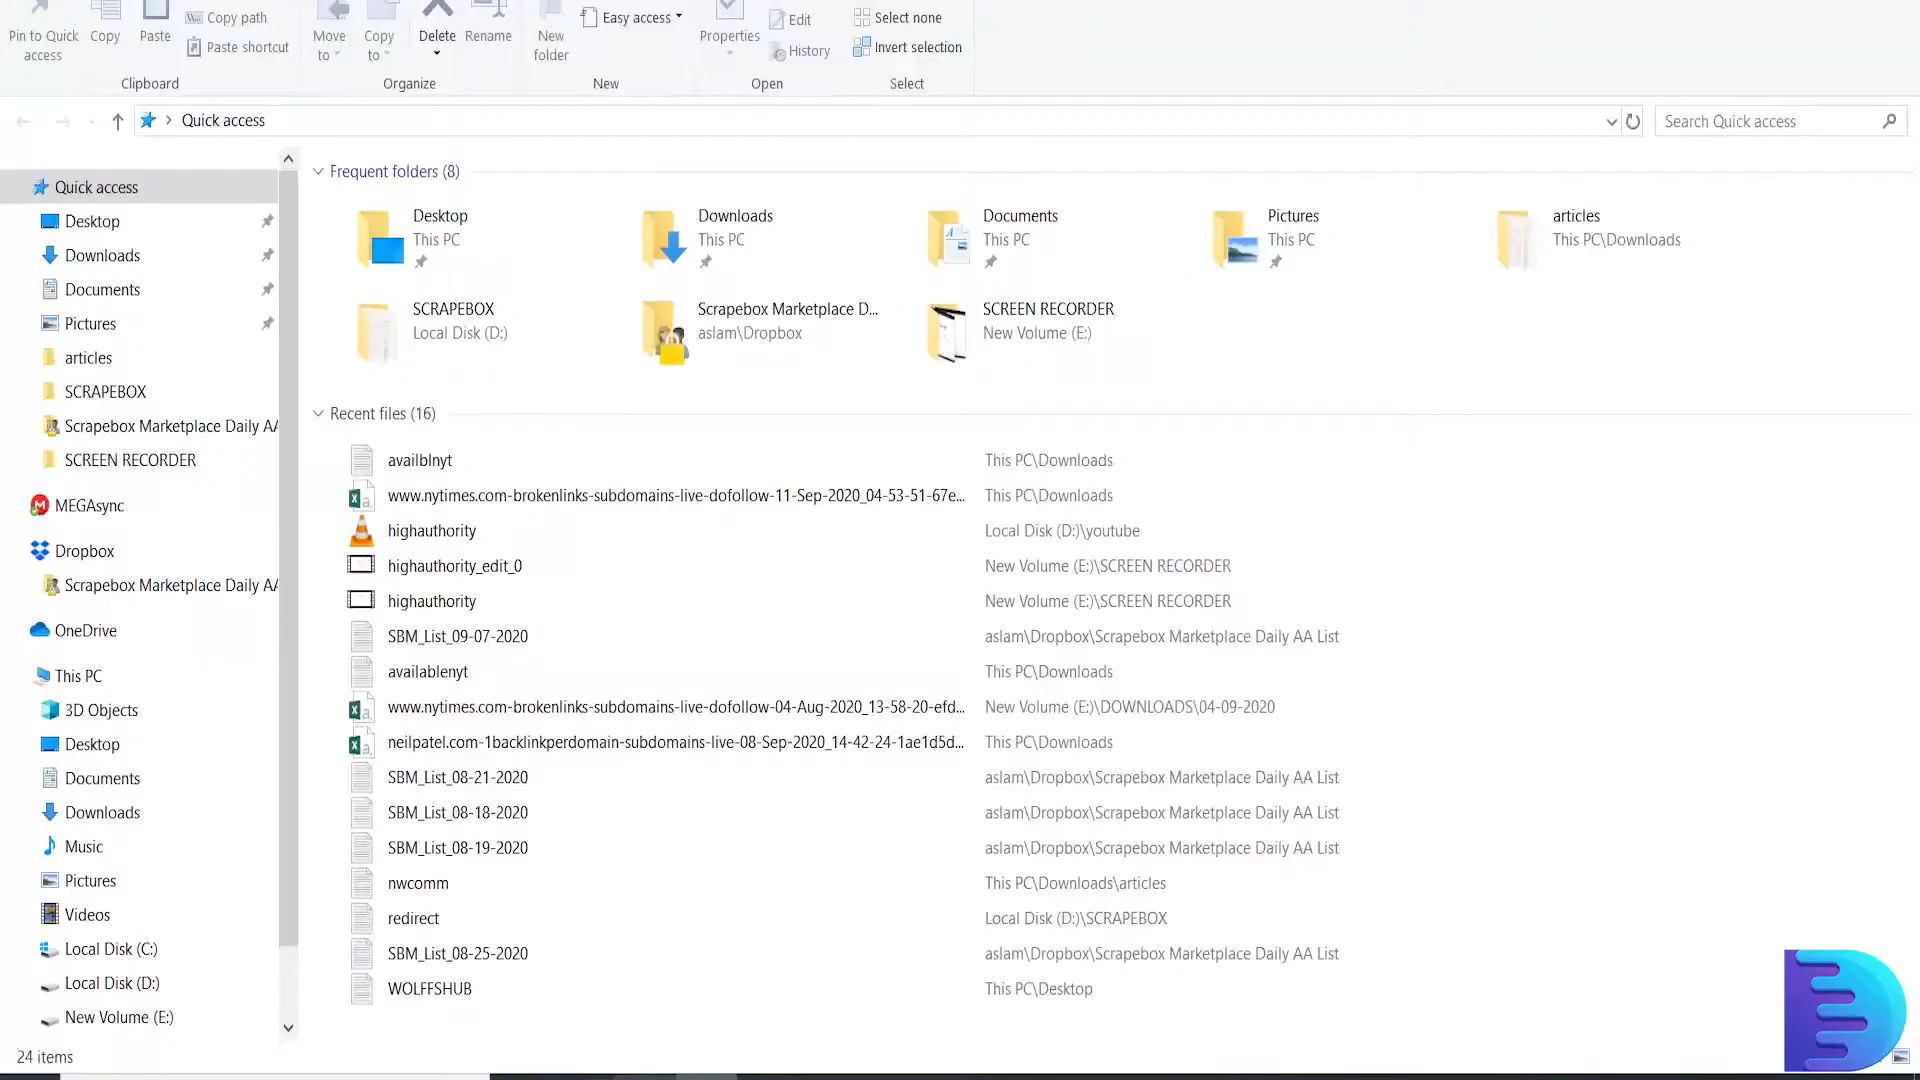 Pin to Quick access
Copy
Paste
Copy path
Paste shortcut
Clipboard
Move to
Copy to
Delete
Rename
Organize
New folder
Easy access
New
Properties
Edit
History
Open
Select none
Invert selection
Select
Quick access
Search Quick access
Quick access
Desktop
Downloads
Documents
Pictures
articles
SCRAPEBOX
Scrapebox Marketplace Daily AA
SCREEN RECORDER
MEGAsync
Dropbox
Scrapebox Marketplace Daily AA
OneDrive
This PC
3D Objects
Desktop
Documents
Downloads
Music
Pictures
Videos
Local Disk (C:)
Local Disk (D:)
New Volume (E:)
Frequent folders (8)
Desktop
This PC
Downloads
This PC
Documents
This PC
Pictures
This PC
articles
This PC\Downloads
SCRAPEBOX
Local Disk (D:)
Scrapebox Marketplace D...
aslam\Dropbox
SCREEN RECORDER
New Volume (E:)
Recent files (16)
availblnyt This PC\Downloads
www.nytimes.com-brokenlinks-subdomains-live-dofollow-11-Sep-2020_04-53-51-67e... This PC\Downloads
highauthority Local Disk (D:)\youtube
highauthority_edit_0 New Volume (E:)\SCREEN RECORDER
highauthority New Volume (E:)\SCREEN RECORDER
SBM_List_09-07-2020 aslam\Dropbox\Scrapebox Marketplace Daily AA List
availablenyt This PC\Downloads
www.nytimes.com-brokenlinks-subdomains-live-dofollow-04-Aug-2020_13-58-20-efd... New Volume (E:)\DOWNLOADS\04-09-2020
neilpatel.com-1backlinkperdomain-subdomains-live-08-Sep-2020_14-42-24-1ae1d5d... This PC\Downloads
SBM_List_08-21-2020 aslam\Dropbox\Scrapebox Marketplace Daily AA List
SBM_List_08-18-2020 aslam\Dropbox\Scrapebox Marketplace Daily AA List
SBM_List_08-19-2020 aslam\Dropbox\Scrapebox Marketplace Daily AA List
nwcomm This PC\Downloads\articles
redirect Local Disk (D:)\SCRAPEBOX
SBM_List_08-25-2020 aslam\Dropbox\Scrapebox Marketplace Daily AA List
WOLFFSHUB This PC\Desktop
24 items